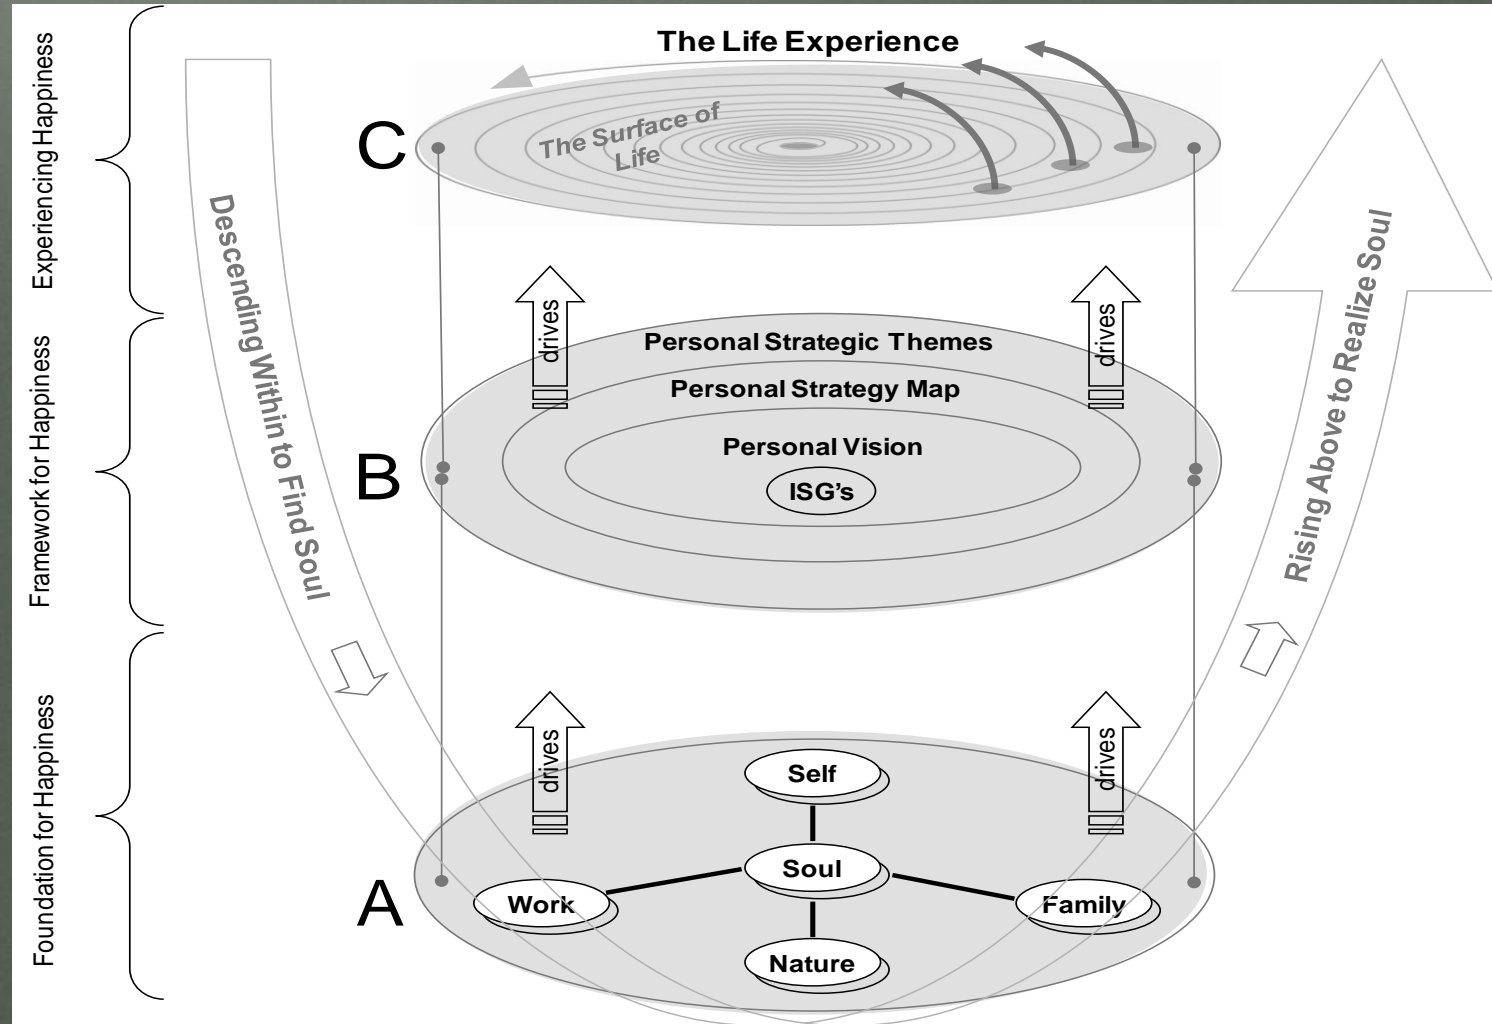 The Life Experience
Experiencing Happiness
C
The Surface of
Life
Descending Within to Find Soul
Rising Above to Realize Soul
drives
drives
Framework for Happiness
B
Personal Strategic Themes
Personal Strategy Map
Personal Vision
ISG's
drives
drives
Foundation for Happiness
A
Self
Soul
Work
Family
Nature